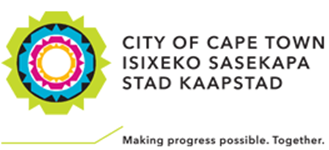 CITY OF CAPE TOWN
ISIXEKO SASEKAPA
STAD KAAPSTAD
Making progress possible. Together.